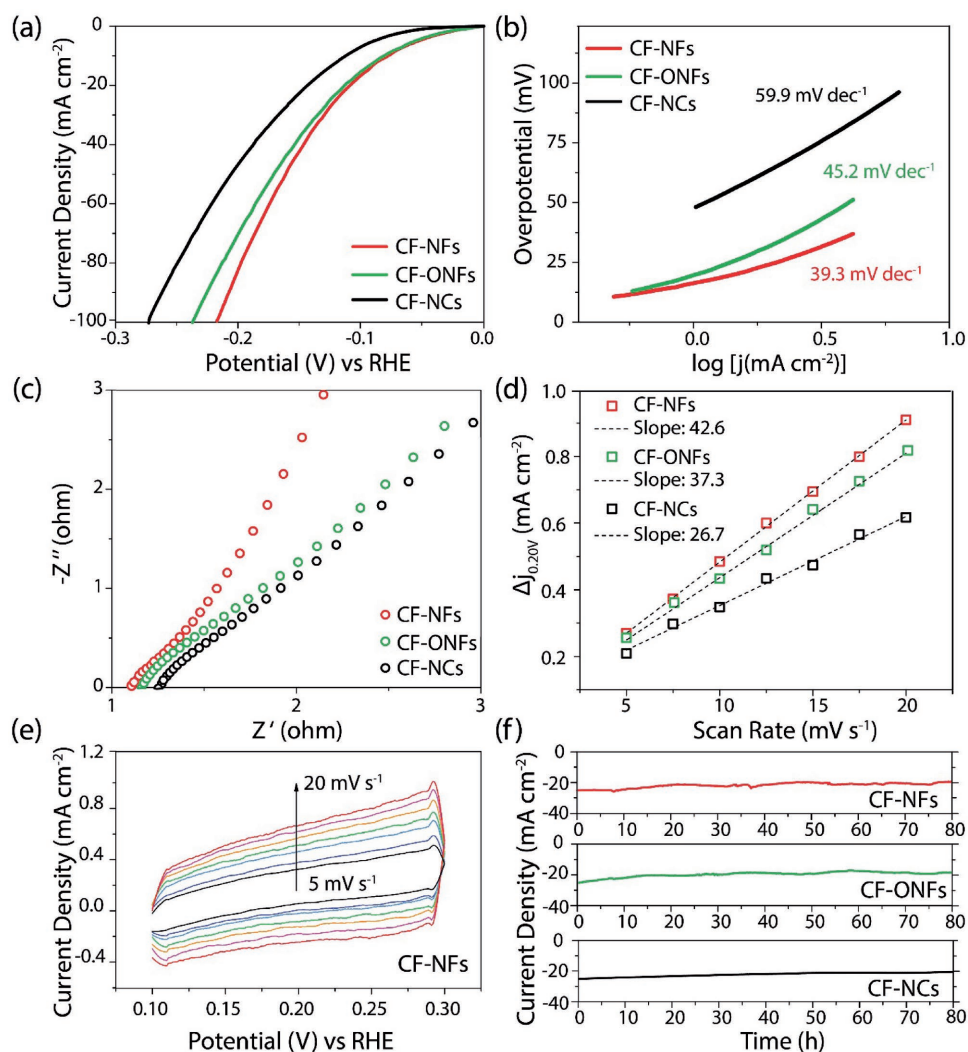 (a)
0
-20
-40
-60
-80
-100
Current Density (mA cm⁻²)
CF-NFs
CF-ONFs
CF-NCs
-0.3 -0.2 -0.1 0.0
Potential (V) vs RHE
(b)
100
75
50
25
0
Overpotential (mV)
CF-NFs
CF-ONFs
CF-NCs
59.9 mV dec⁻¹
45.2 mV dec⁻¹
39.3 mV dec⁻¹
0.0 0.5 1.0
log [j(mA cm⁻²)]
(c)
3
2
1
0
-Z″ (ohm)
CF-NFs
CF-ONFs
CF-NCs
1 2 3
Z′ (ohm)
(d)
1.0
0.8
0.6
0.4
0.2
Δj0.20V (mA cm⁻²)
CF-NFs
Slope: 42.6
CF-ONFs
Slope: 37.3
CF-NCs
Slope: 26.7
5 10 15 20
Scan Rate (mV s⁻¹)
(e)
1.2
0.8
0.4
0.0
-0.4
Current Density (mA cm⁻²)
20 mV s⁻¹
5 mV s⁻¹
CF-NFs
0.10 0.15 0.20 0.25 0.30
Potential (V) vs RHE
(f)
Current Density (mA cm⁻²)
0
-20
-40
CF-NFs
0 10 20 30 40 50 60 70 80
0
-20
-40
CF-ONFs
0 10 20 30 40 50 60 70 80
0
-20
-40
CF-NCs
0 10 20 30 40 50 60 70 80
Time (h)